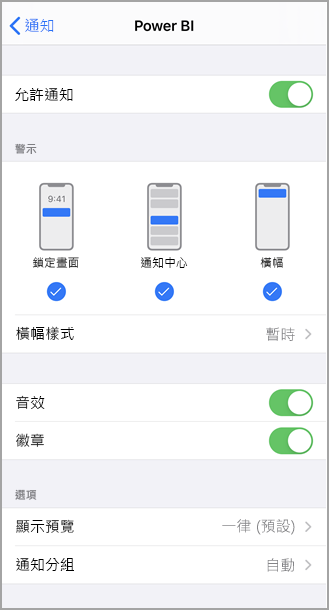 通知
Power BI
允許通知
警示
9:41
鎖定畫面
通知中心
橫幅
橫幅樣式
暫時
音效
徽章
選項
顯示預覽
一律 (預設)
通知分組
自動